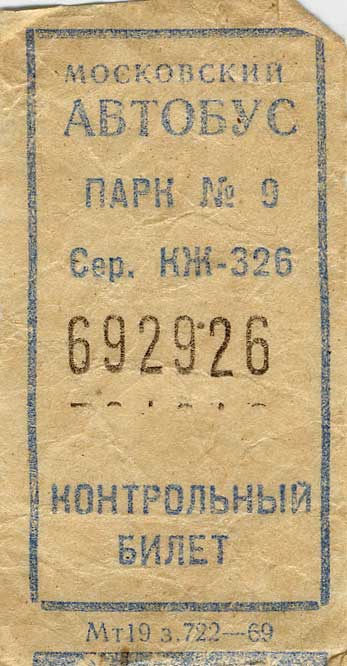 МОСКОВСКИЙ
АВТОБУС
ПАРК № 9
Сер. КЖ-326
692926
КОНТРОЛЬНЫЙ
БИЛЕТ
Мт19 з.722—69